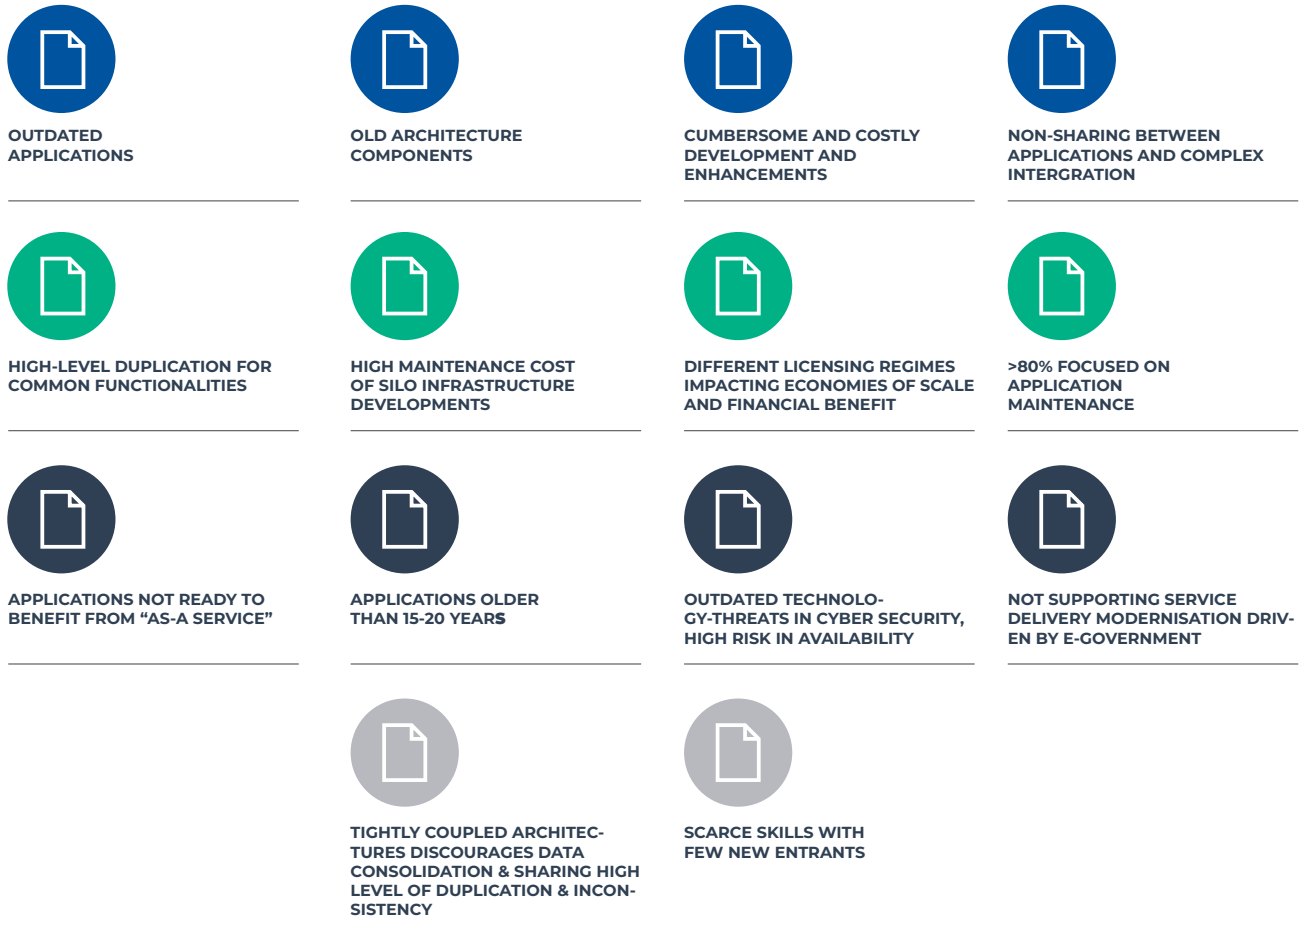 OUTDATED
APPLICATIONS
OLD ARCHITECTURE
COMPONENTS
CUMBERSOME AND COSTLY
DEVELOPMENT AND
ENHANCEMENTS
NON-SHARING BETWEEN
APPLICATIONS AND COMPLEX
INTERGRATION
HIGH-LEVEL DUPLICATION FOR
COMMON FUNCTIONALITIES
HIGH MAINTENANCE COST
OF SILO INFRASTRUCTURE
DEVELOPMENTS
DIFFERENT LICENSING REGIMES
IMPACTING ECONOMIES OF SCALE
AND FINANCIAL BENEFIT
>80% FOCUSED ON
APPLICATION
MAINTENANCE
APPLICATIONS NOT READY TO
BENEFIT FROM “AS-A SERVICE”
APPLICATIONS OLDER
THAN 15-20 YEARS
OUTDATED TECHNOLO-
GY-THREATS IN CYBER SECURITY,
HIGH RISK IN AVAILABILITY
NOT SUPPORTING SERVICE
DELIVERY MODERNISATION DRIV-
EN BY E-GOVERNMENT
TIGHTLY COUPLED ARCHITEC-
TURES DISCOURAGES DATA
CONSOLIDATION & SHARING HIGH
LEVEL OF DUPLICATION & INCON-
SISTENCY
SCARCE SKILLS WITH
FEW NEW ENTRANTS